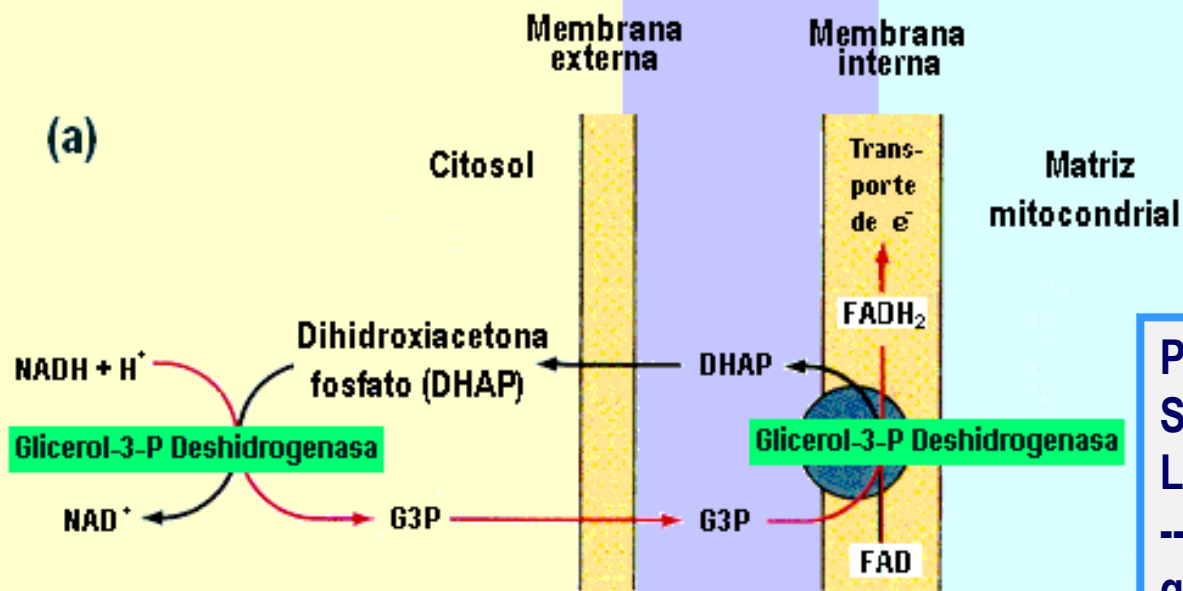 Membrana
externa
Membrana
interna
(a)
Citosol
Trans-
porte
de e⁻
Matriz
mitocondrial
FADH₂
NADH + H⁺
Dihidroxiacetona
fosfato (DHAP)
DHAP
Glicerol-3-P Deshidrogenasa
Glicerol-3-P Deshidrogenasa
NAD⁺
G3P
G3P
FAD
P
S
L
--